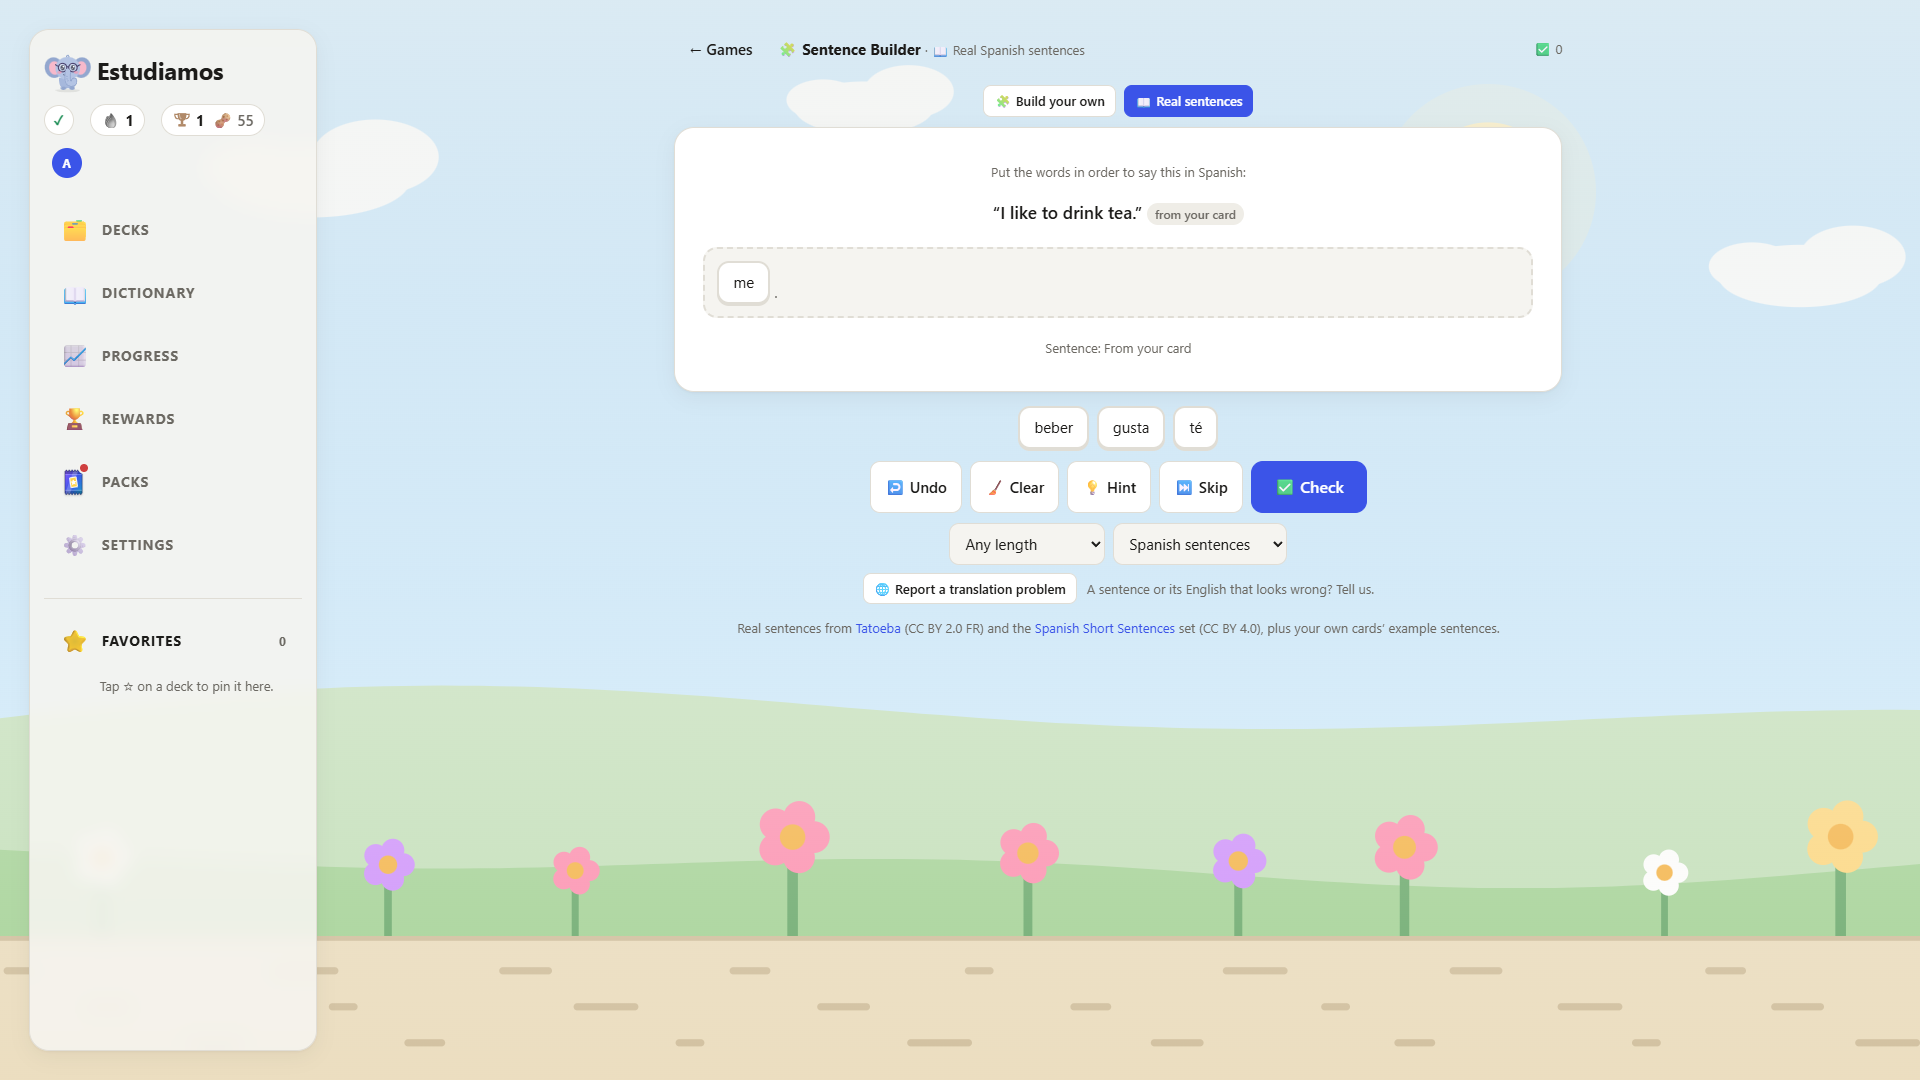 Estudiamos
✓ 1 1 55
A
DECKS
DICTIONARY
PROGRESS
REWARDS
PACKS
SETTINGS
FAVORITES 0
Tap ☆ on a deck to pin it here.
← Games Sentence Builder · Real Spanish sentences 0
Build your own Real sentences
Put the words in order to say this in Spanish:
“I like to drink tea.” from your card
me .
Sentence: From your card
beber gusta té
Undo Clear Hint Skip Check
Any length Spanish sentences
Report a translation problem A sentence or its English that looks wrong? Tell us.
Real sentences from Tatoeba (CC BY 2.0 FR) and the Spanish Short Sentences set (CC BY 4.0), plus your own cards’ example sentences.